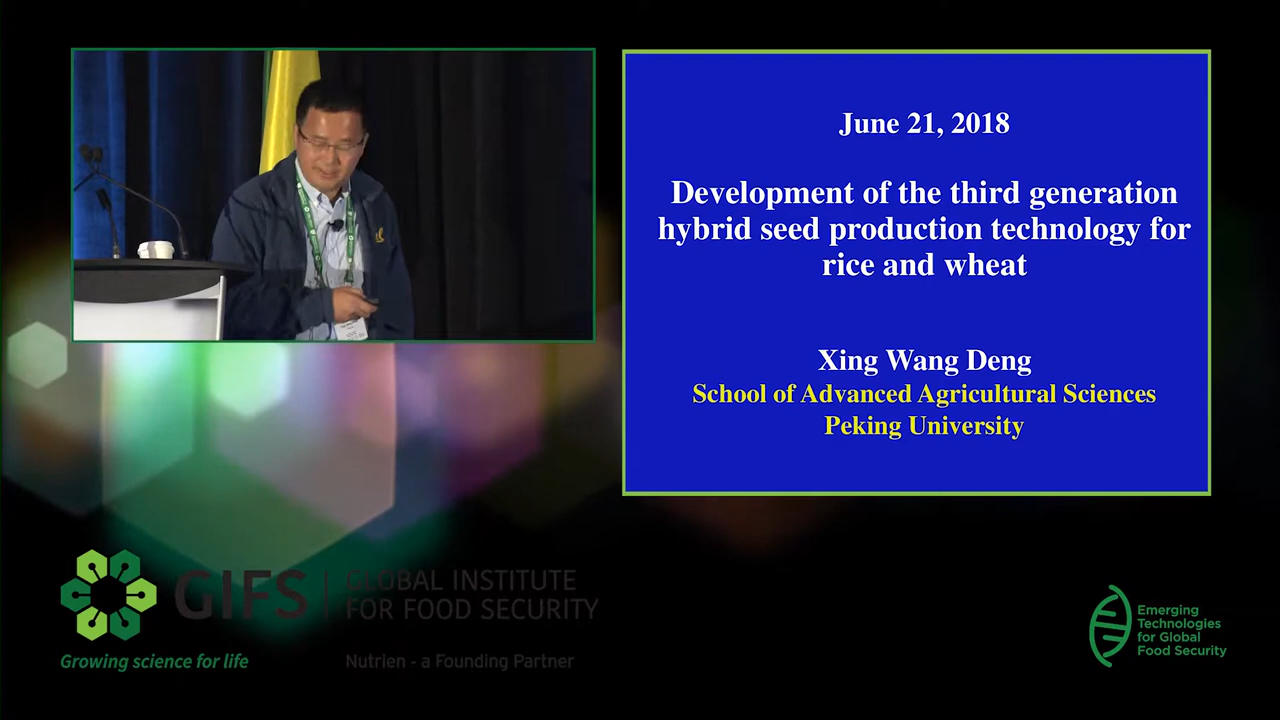 June 21, 2018
Development of the third generation
hybrid seed production technology for
rice and wheat
Xing Wang Deng
School of Advanced Agricultural Sciences
Peking University
GIFS
GLOBAL INSTITUTE
FOR FOOD SECURITY
Growing science for life
Nutrien - a Founding Partner
Emerging
Technologies
for Global
Food Security